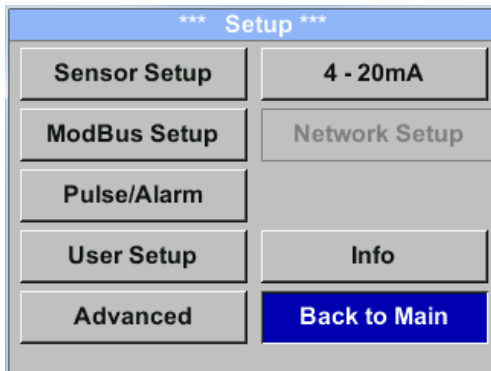 *** Setup ***
Sensor Setup
4 - 20mA
ModBus Setup
Network Setup
Pulse/Alarm
User Setup
Info
Advanced
Back to Main